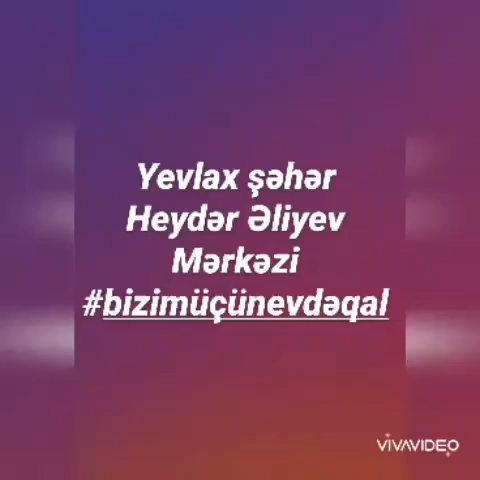 Yevlax şəhər
Heydər Əliyev
Mərkəzi
#bizimüçünevdəqal
VIVAVIDEO